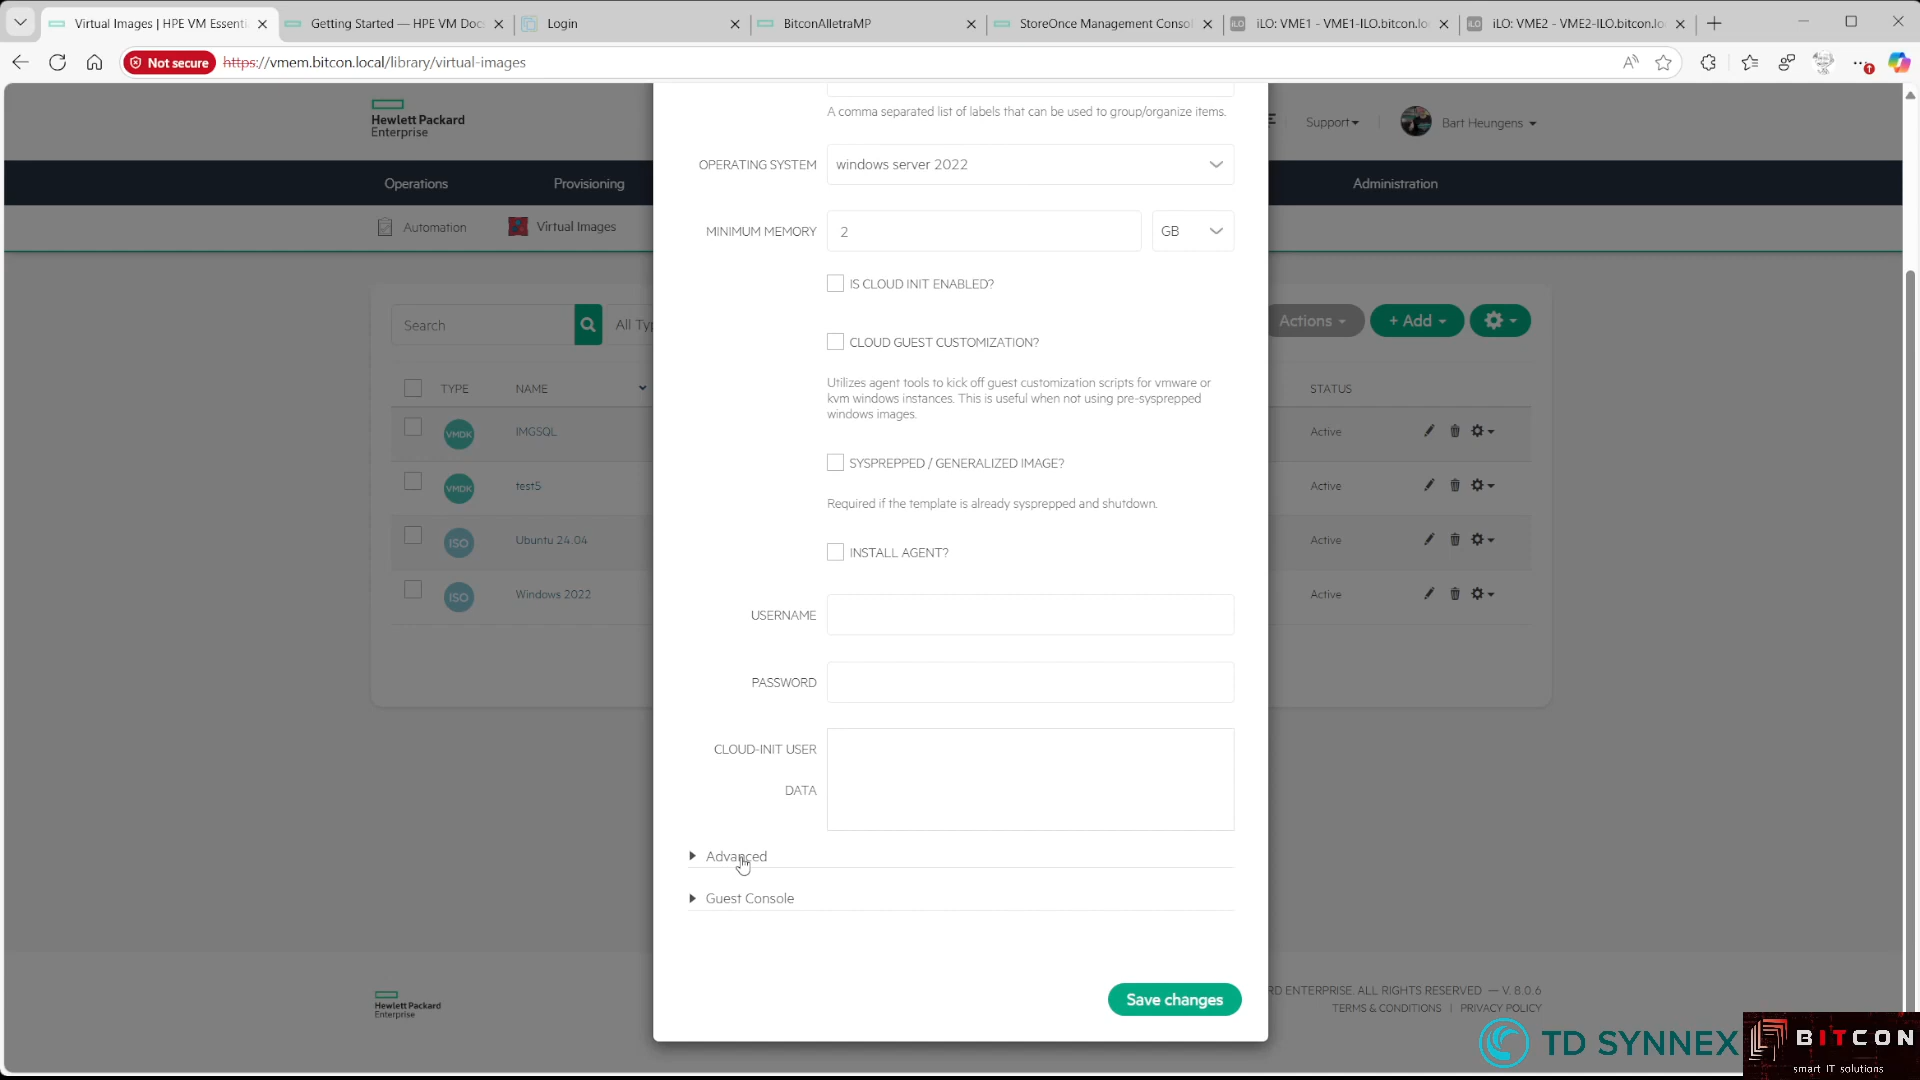 Virtual Images | HPE VM Essenti
Getting Started — HPE VM Doc
Login
BitconAlletraMP
StoreOnce Management Consol
iLO: VME1 - VME1-ILO.bitcon.lo
iLO: VME2 - VME2-ILO.bitcon.lo
Not secure
https://vmem.bitcon.local/library/virtual-images
Hewlett Packard
Enterprise
A comma separated list of labels that can be used to group/organize items.
Support
Bart Heungens
OPERATING SYSTEM
windows server 2022
Operations
Provisioning
Administration
Automation
Virtual Images
MINIMUM MEMORY
2
GB
IS CLOUD INIT ENABLED?
Search
All Typ
Actions
+ Add
CLOUD GUEST CUSTOMIZATION?
Utilizes agent tools to kick off guest customization scripts for vmware or
kvm windows instances. This is useful when not using pre-sysprepped
windows images.
TYPE
NAME
STATUS
VMDK
IMGSQL
Active
SYSPREPPED / GENERALIZED IMAGE?
VMDK
test5
Active
Required if the template is already sysprepped and shutdown.
ISO
Ubuntu 24.04
Active
INSTALL AGENT?
ISO
Windows 2022
Active
USERNAME
PASSWORD
CLOUD-INIT USER
DATA
Advanced
Guest Console
Save changes
Hewlett Packard
Enterprise
RD ENTERPRISE. ALL RIGHTS RESERVED — V. 8.0.6
TERMS & CONDITIONS | PRIVACY POLICY
TD SYNNEX
BITCON
smart IT solutions